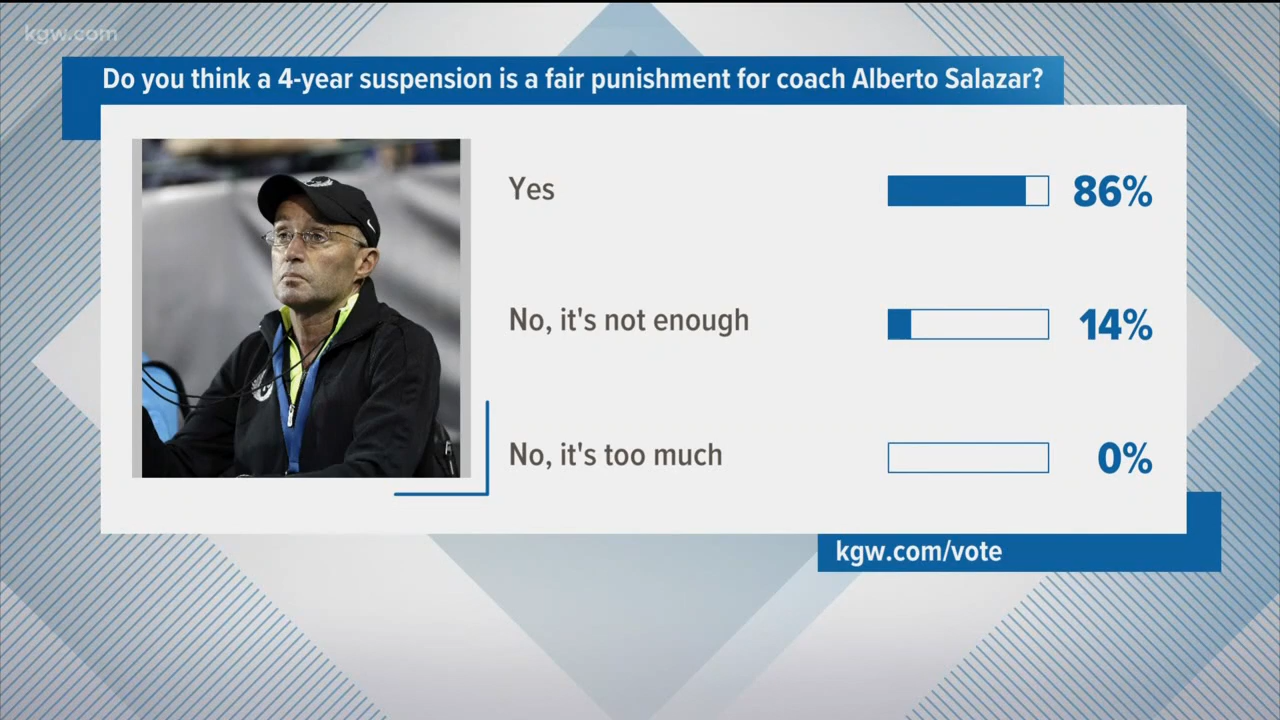 kgw.com
Do you think a 4-year suspension is a fair punishment for coach Alberto Salazar?
Yes
86%
No, it's not enough
14%
No, it's too much
0%
kgw.com/vote